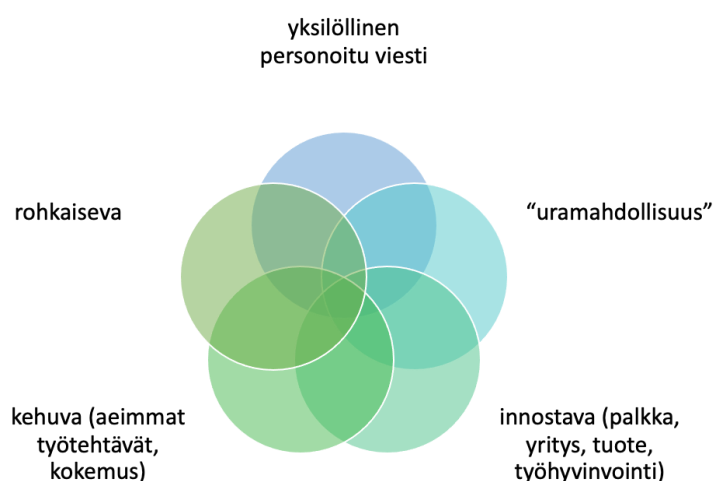 yksilöllinen
personoitu viesti
rohkaiseva
“uramahdollisuus”
kehuva (aeimmat
työtehtävät,
kokemus)
innostava (palkka,
yritys, tuote,
työhyvinvointi)